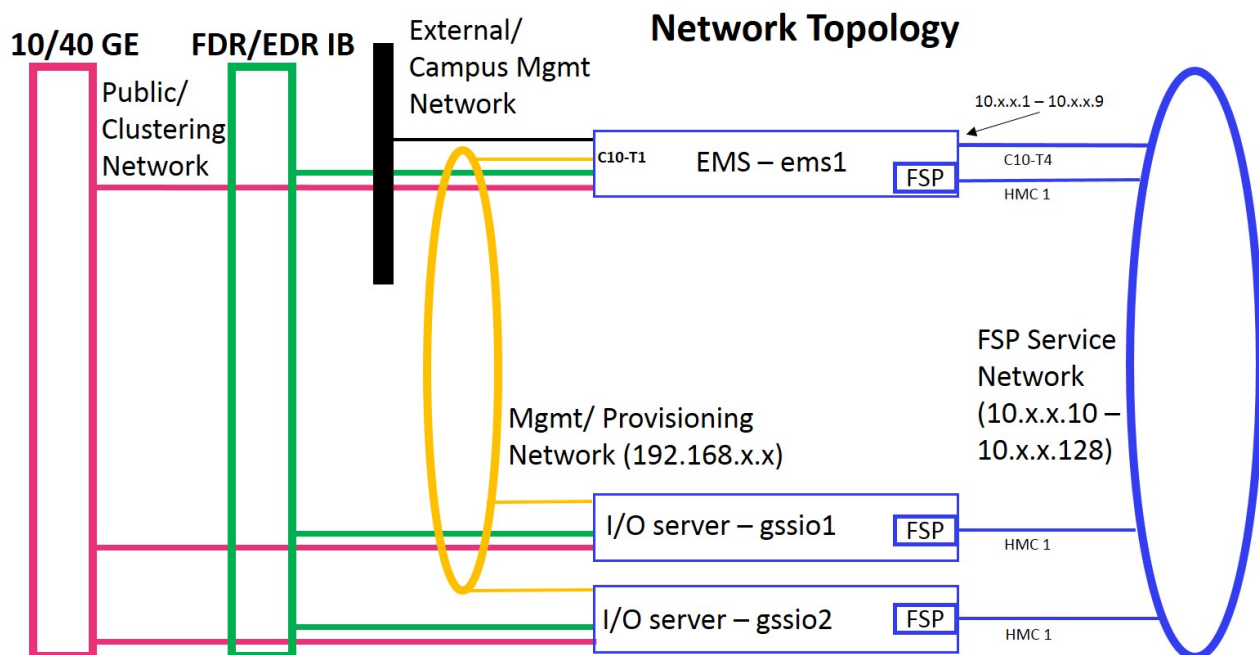 Network Topology
10/40 GE
FDR/EDR IB
External/
Campus Mgmt
Network
Public/
Clustering
Network
10.x.x.1 – 10.x.x.9
C10-T1
EMS – ems1
FSP
C10-T4
HMC 1
FSP Service
Network
(10.x.x.10 –
10.x.x.128)
Mgmt/ Provisioning
Network (192.168.x.x)
I/O server – gssio1
FSP
HMC 1
I/O server – gssio2
FSP
HMC 1